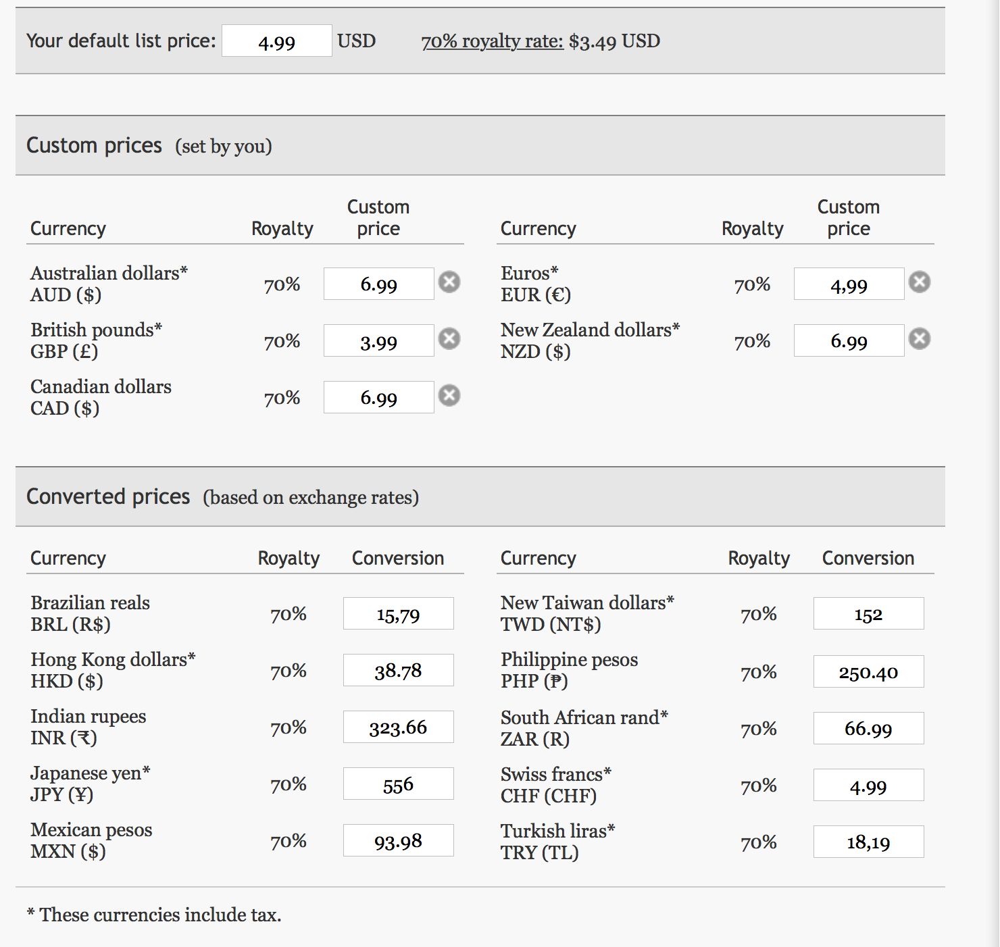 Your default list price: 4.99 USD 70% royalty rate: $3.49 USD
Custom prices (set by you)
Currency Royalty Custom price
Australian dollars* AUD ($) 70% 6.99
British pounds* GBP (£) 70% 3.99
Canadian dollars CAD ($) 70% 6.99
Currency Royalty Custom price
Euros* EUR (€) 70% 4,99
New Zealand dollars* NZD ($) 70% 6.99
Converted prices (based on exchange rates)
Currency Royalty Conversion
Brazilian reals BRL (R$) 70% 15,79
Hong Kong dollars* HKD ($) 70% 38.78
Indian rupees INR (₹) 70% 323.66
Japanese yen* JPY (¥) 70% 556
Mexican pesos MXN ($) 70% 93.98
Currency Royalty Conversion
New Taiwan dollars* TWD (NT$) 70% 152
Philippine pesos PHP (₱) 70% 250.40
South African rand* ZAR (R) 70% 66.99
Swiss francs* CHF (CHF) 70% 4.99
Turkish liras* TRY (TL) 70% 18,19
* These currencies include tax.